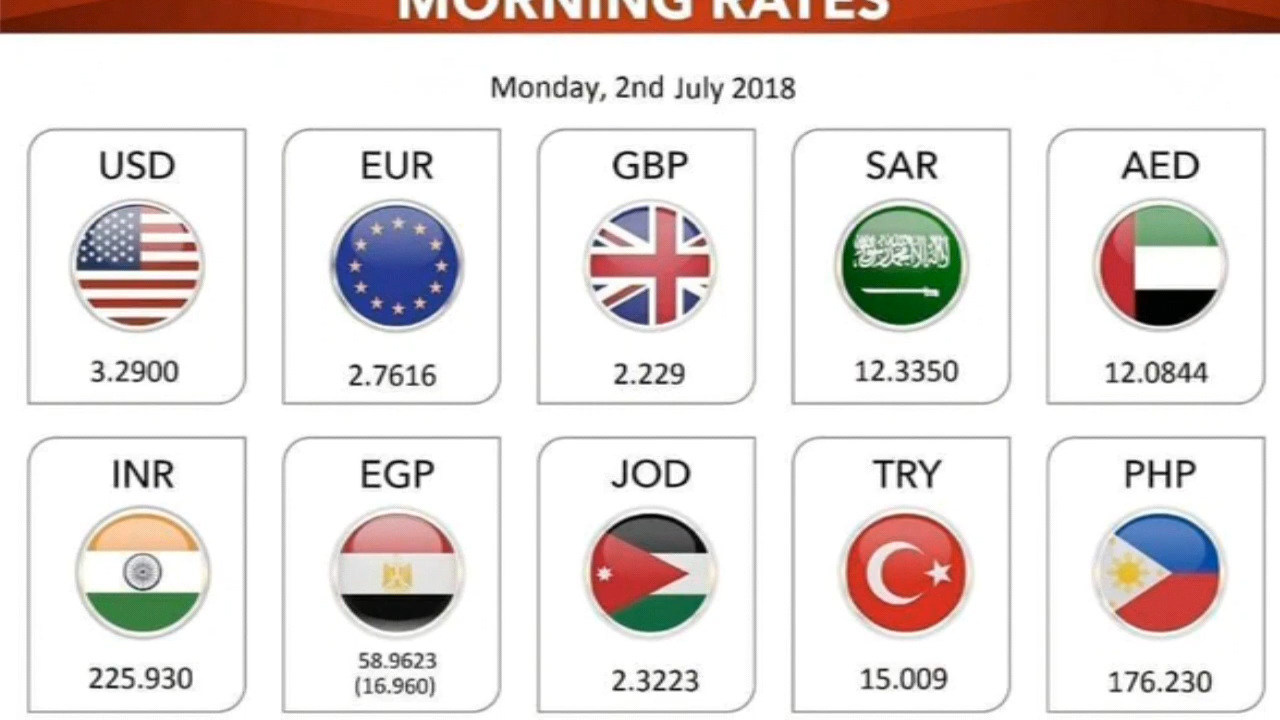 MORNING RATES
Monday, 2nd July 2018
USD
3.2900
EUR
2.7616
GBP
2.229
SAR
12.3350
AED
12.0844
INR
225.930
EGP
58.9623
(16.960)
JOD
2.3223
TRY
15.009
PHP
176.230